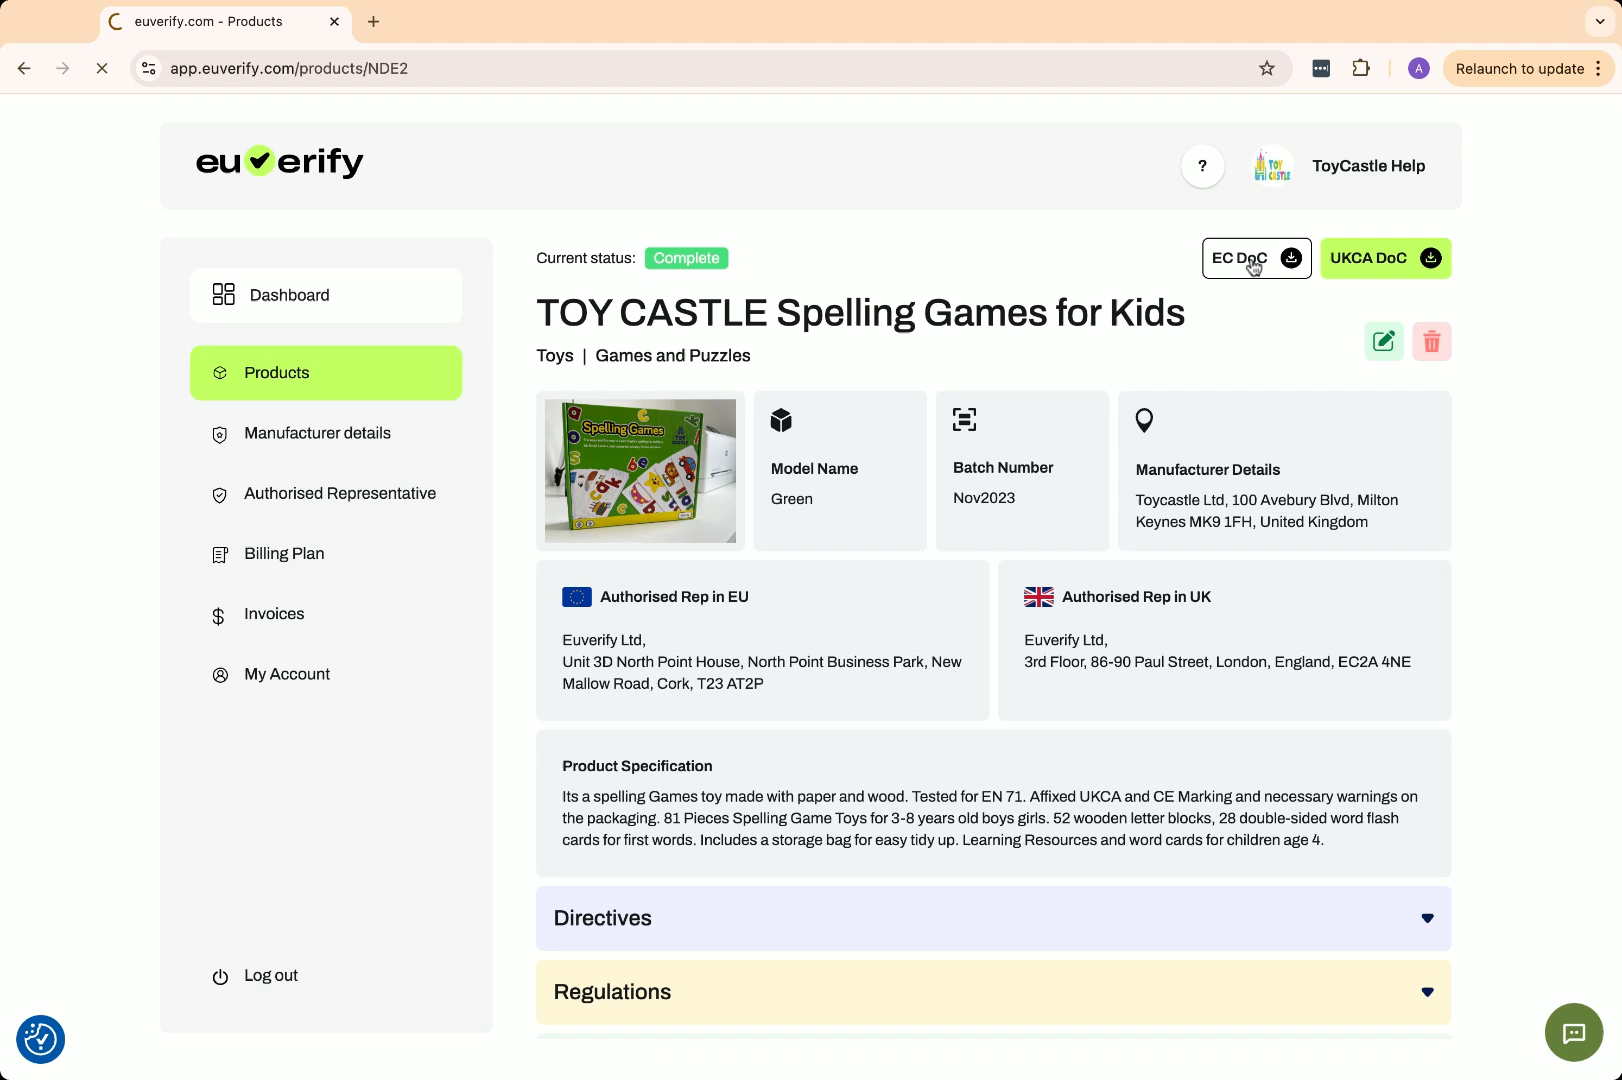 euverify.com - Products
app.euverify.com/products/NDE2
A
Relaunch to update
euverify
?
TOY CASTLE
ToyCastle Help
Dashboard
Products
Manufacturer details
Authorised Representative
Billing Plan
Invoices
My Account
Log out
Current status: Complete
EC DoC
UKCA DoC
TOY CASTLE Spelling Games for Kids
Toys | Games and Puzzles
Spelling Games
Model Name
Green
Batch Number
Nov2023
Manufacturer Details
Toycastle Ltd, 100 Avebury Blvd, Milton
Keynes MK9 1FH, United Kingdom
Authorised Rep in EU
Euverify Ltd,
Unit 3D North Point House, North Point Business Park, New
Mallow Road, Cork, T23 AT2P
Authorised Rep in UK
Euverify Ltd,
3rd Floor, 86-90 Paul Street, London, England, EC2A 4NE
Product Specification
Its a spelling Games toy made with paper and wood. Tested for EN 71. Affixed UKCA and CE Marking and necessary warnings on
the packaging. 81 Pieces Spelling Game Toys for 3-8 years old boys girls. 52 wooden letter blocks, 28 double-sided word flash
cards for first words. Includes a storage bag for easy tidy up. Learning Resources and word cards for children age 4.
Directives
Regulations